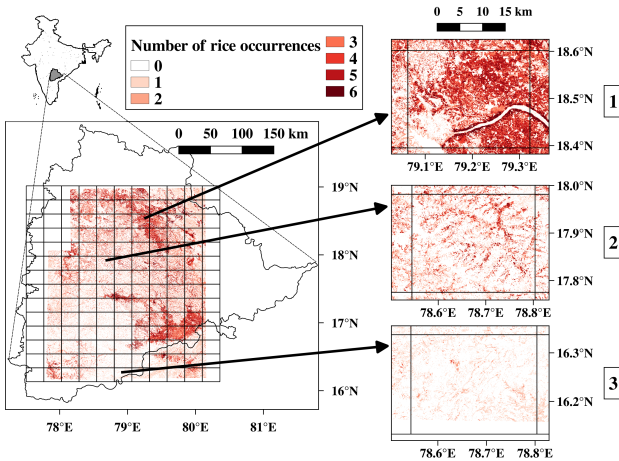 Number of rice occurrences
0
1
2
3
4
5
6
0 50 100 150 km
19°N
18°N
17°N
16°N
78°E 79°E 80°E 81°E
0 5 10 15 km
18.6°N
18.5°N
18.4°N
79.1°E 79.2°E 79.3°E
1
18.0°N
17.9°N
17.8°N
78.6°E 78.7°E 78.8°E
2
16.3°N
16.2°N
78.6°E 78.7°E 78.8°E
3